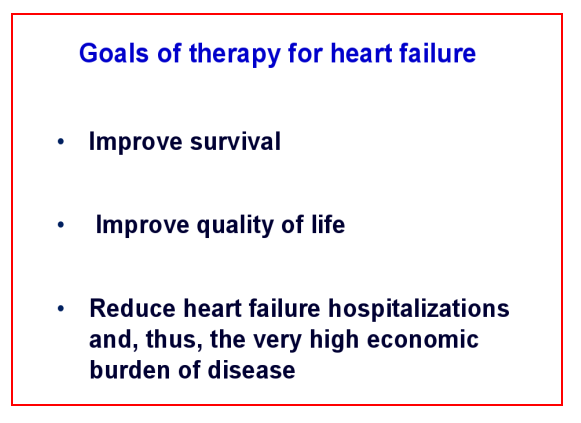 Goals of therapy for heart failure
• Improve survival
• Improve quality of life
• Reduce heart failure hospitalizations
and, thus, the very high economic
burden of disease